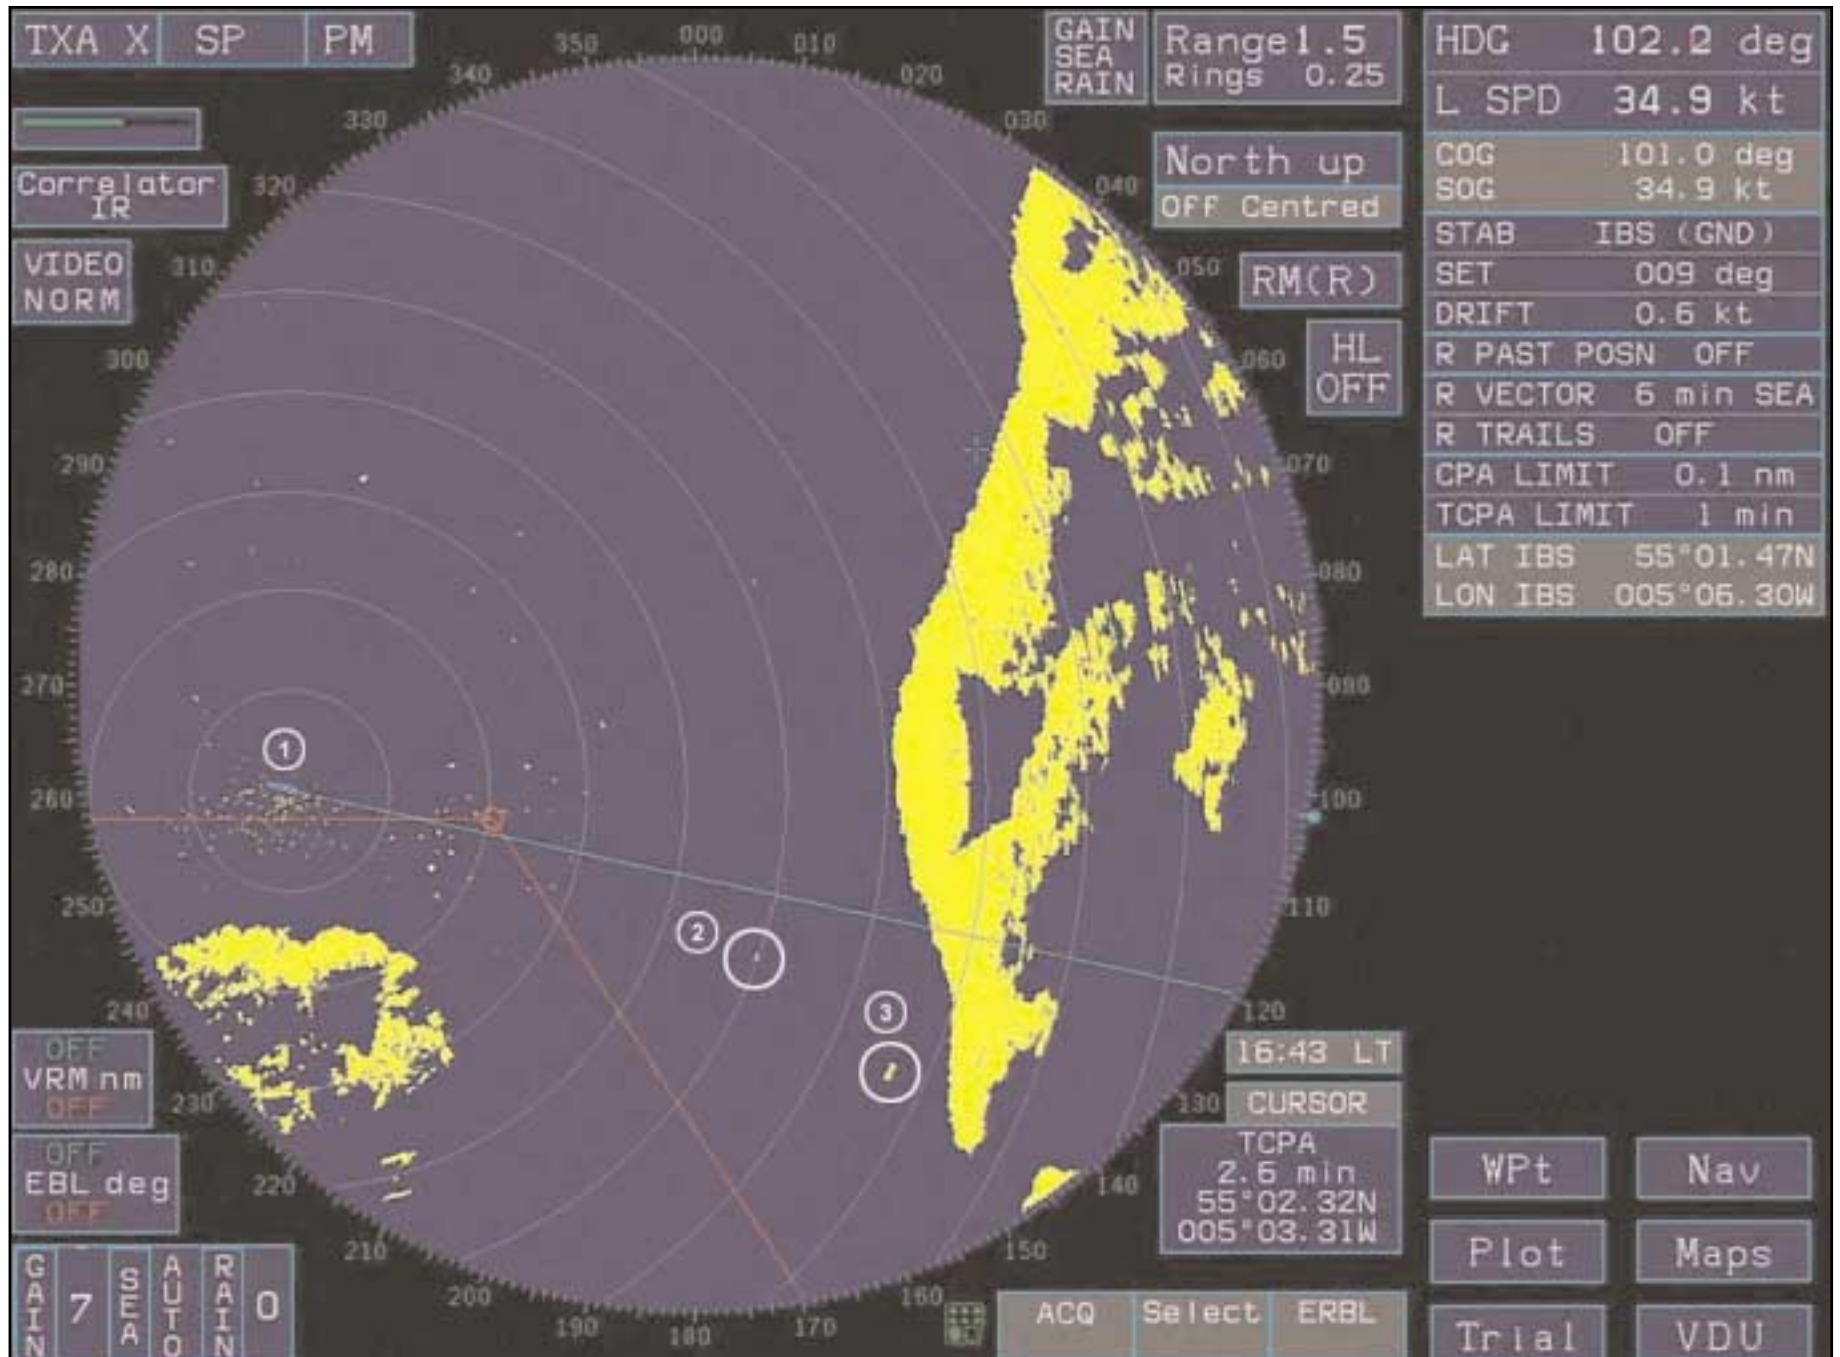 TXA X SP PM
Correlator
IR
VIDEO
NORM
GAIN
SEA
RAIN
Range 1.5
Rings 0.25
North up
OFF Centred
RM(R)
HL
OFF
HDG 102.2 deg
L SPD 34.9 kt
COG 101.0 deg
SOG 34.9 kt
STAB IBS (GND)
SET 009 deg
DRIFT 0.6 kt
R PAST POSN OFF
R VECTOR 6 min SEA
R TRAILS OFF
CPA LIMIT 0.1 nm
TCPA LIMIT 1 min
LAT IBS 55°01.47N
LON IBS 005°06.30W
000
010
020
030
040
050
060
070
080
090
100
110
120
130
140
150
160
170
180
190
200
210
220
230
240
250
260
270
280
290
300
310
320
330
340
350
1
2
3
OFF
VRM nm
OFF
OFF
EBL deg
OFF
GAIN 7 SEA AUTO RAIN 0
16:43 LT
CURSOR
TCPA
2.6 min
55°02.32N
005°03.31W
ACQ Select ERBL
WPt Nav
Plot Maps
Trial VDU